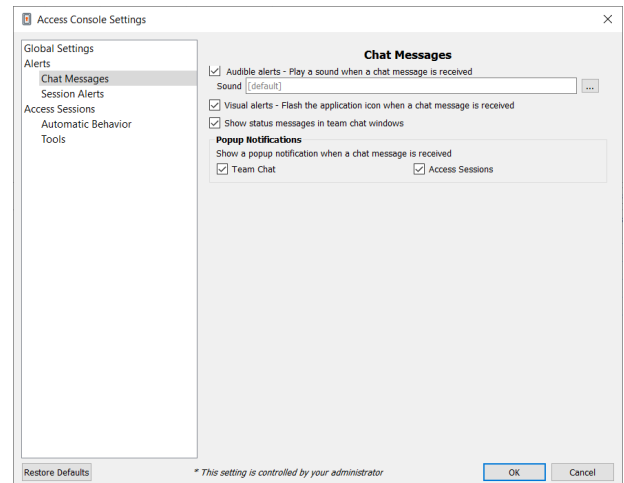 Access Console Settings
Global Settings
Alerts
Chat Messages
Session Alerts
Access Sessions
Automatic Behavior
Tools
Chat Messages
Audible alerts - Play a sound when a chat message is received
Sound [default] ...
Visual alerts - Flash the application icon when a chat message is received
Show status messages in team chat windows
Popup Notifications
Show a popup notification when a chat message is received
Team Chat Access Sessions
Restore Defaults * This setting is controlled by your administrator OK Cancel